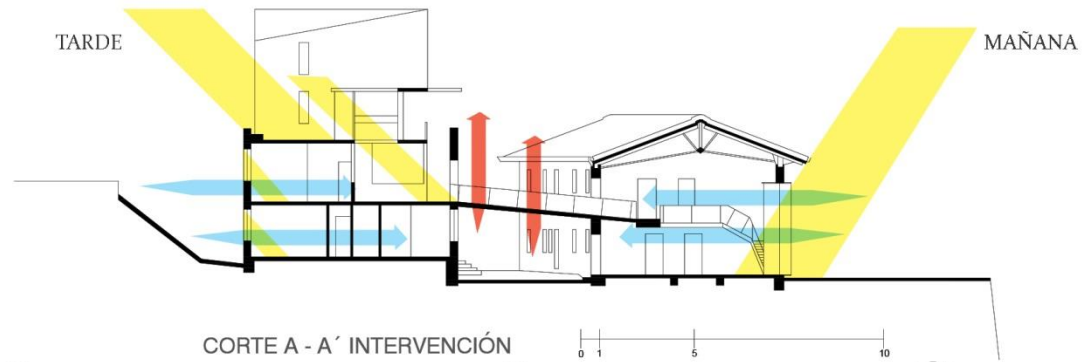 TARDE
MAÑANA
CORTE A - A´ INTERVENCIÓN
0 1 5 10